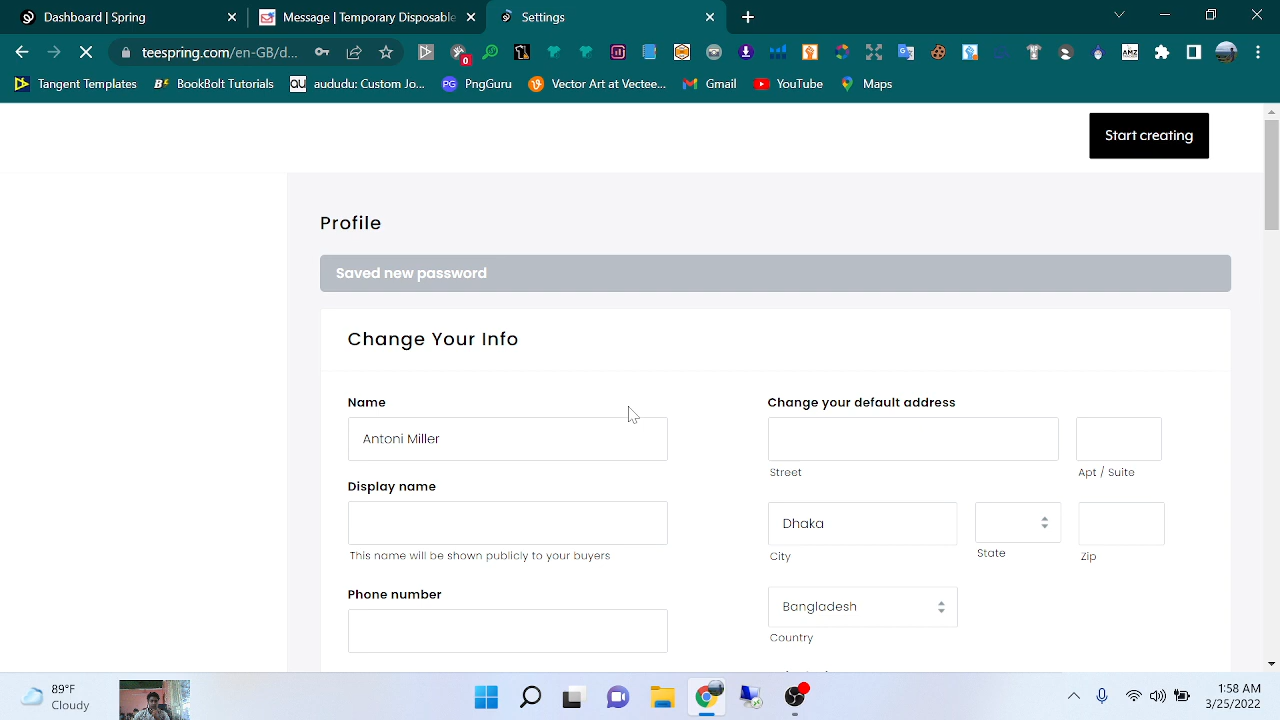 Dashboard | Spring
Message | Temporary Disposable
Settings
teespring.com/en-GB/d...
0
Tangent Templates
BookBolt Tutorials
QU
aududu: Custom Jo...
PG
PngGuru
Vector Art at Vectee...
Gmail
YouTube
Maps
Start creating
Profile
Saved new password
Change Your Info
Name
Change your default address
Antoni Miller
Street
Apt / Suite
Display name
Dhaka
This name will be shown publicly to your buyers
City
State
Zip
Phone number
Bangladesh
Country
89°F
Cloudy
1:58 AM
3/25/2022